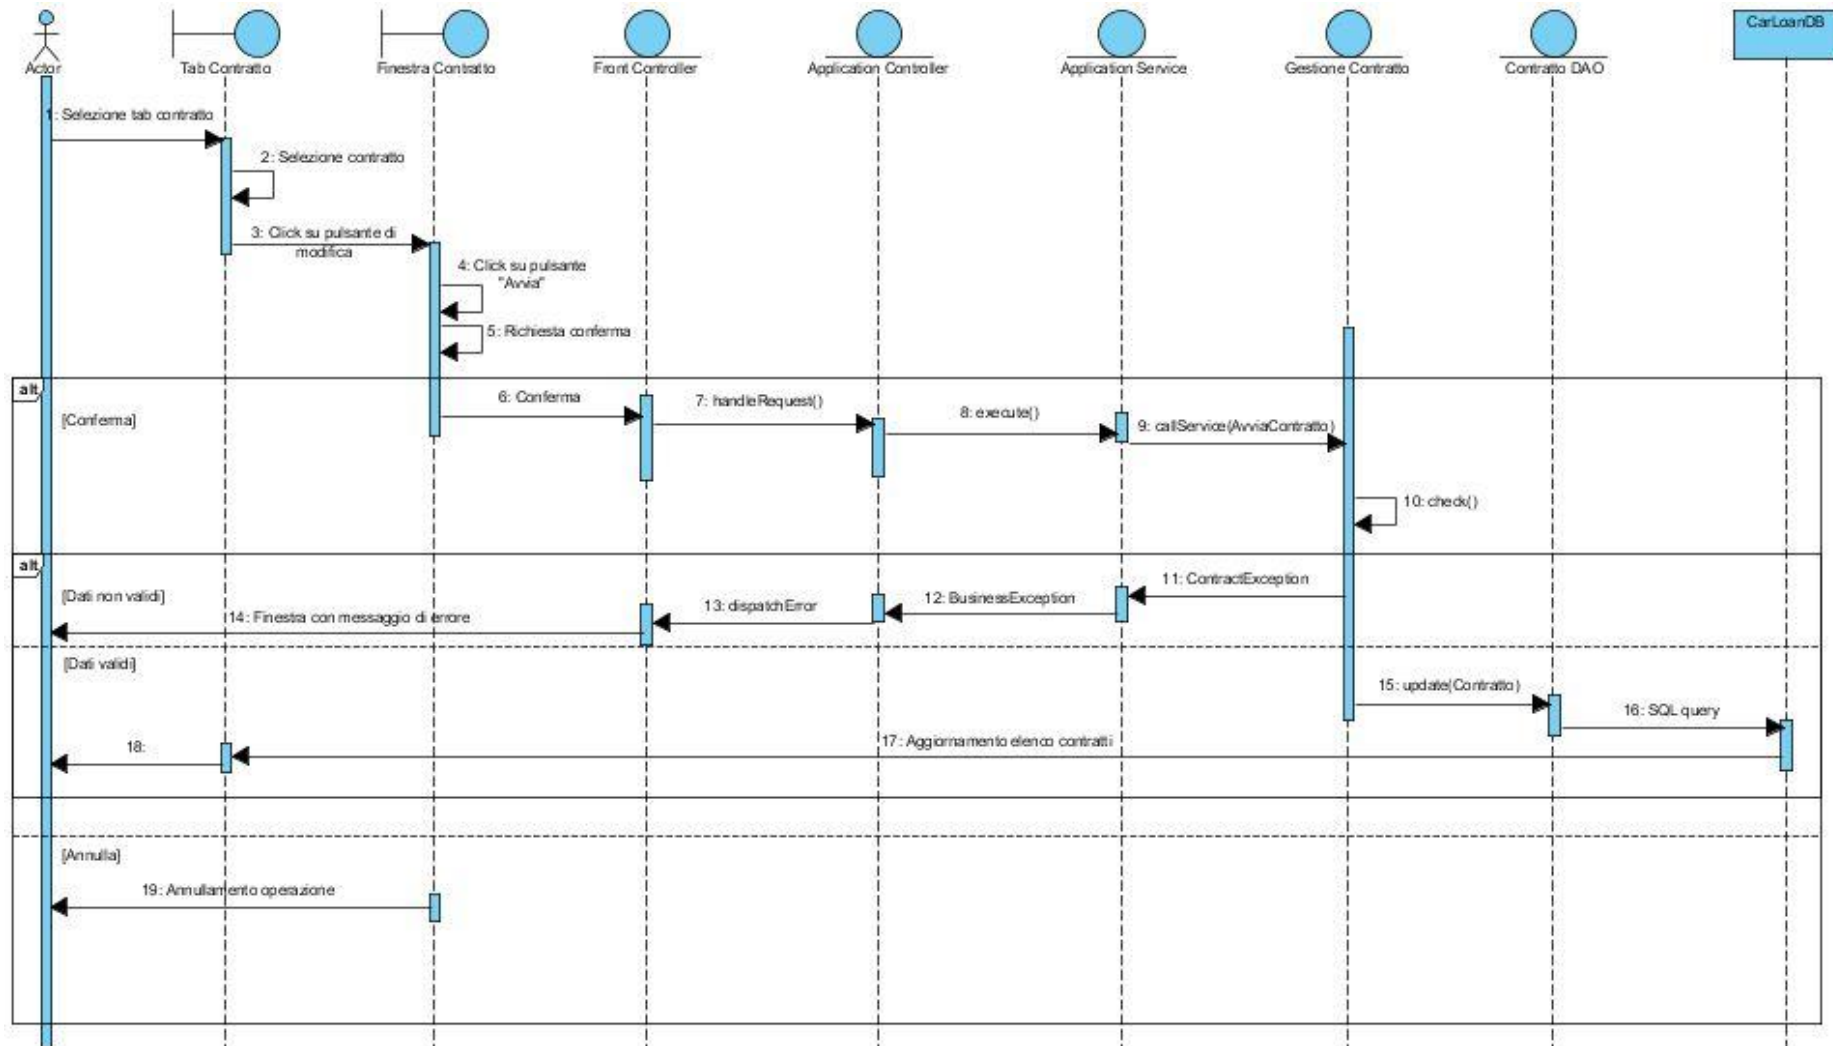 CarLoanDB
Actor
Tab Contratto
Finestra Contratto
Front Controller
Application Controller
Application Service
Gestione Contratto
Contratto DAO
1: Selezione tab contratto
2: Selezione contratto
3: Click su pulsante di
modifica
4: Click su pulsante
"Avvia"
5: Richiesta conferma
alt
[Conferma]
6: Conferma
7: handleRequest()
8: execute()
9: callService(AvviaContratto)
10: check()
alt
[Dati non validi]
11: ContractException
12: BusinessException
13: dispatchError
14: Finestra con messaggio di errore
[Dati validi]
15: update(Contratto)
16: SQL query
17: Aggiornamento elenco contratti
18:
[Annulla]
19: Annullamento operazione